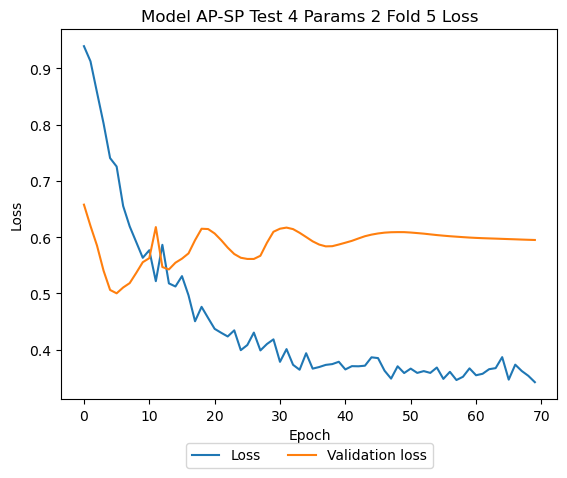 Model AP-SP Test 4 Params 2 Fold 5 Loss
Loss
0.9
0.8
0.7
0.6
0.5
0.4
0 10 20 30 40 50 60 70
Epoch
Loss Validation loss